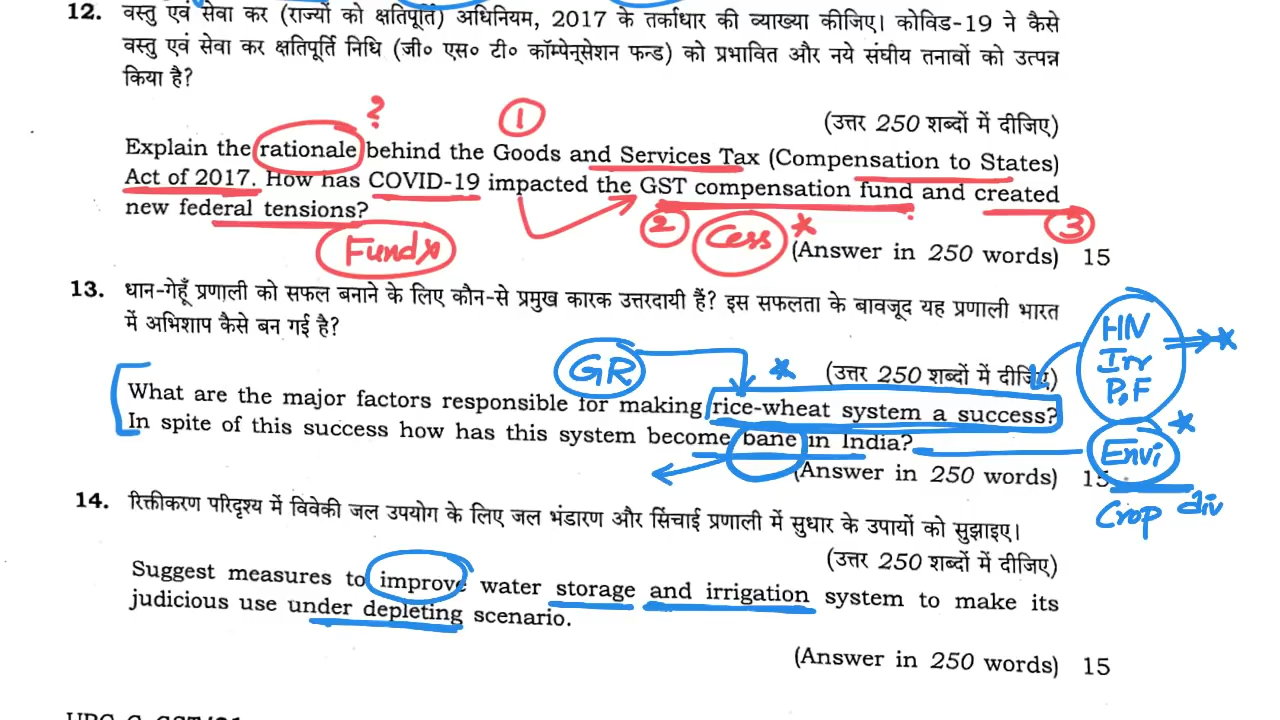 12. वस्तु एवं सेवा कर (राज्यों को क्षतिपूर्ति) अधिनियम, 2017 के तर्काधार की व्याख्या कीजिए। कोविड-19 ने कैसे
वस्तु एवं सेवा कर क्षतिपूर्ति निधि (जी० एस० टी० कॉम्पेन्सेशन फन्ड) को प्रभावित और नये संघीय तनावों को उत्पन्न
किया है?
(उत्तर 250 शब्दों में दीजिए)
?
1
Explain the rationale behind the Goods and Services Tax (Compensation to States)
Act of 2017. How has COVID-19 impacted the GST compensation fund and created
new federal tensions?
2
3
Cess
(Answer in 250 words) 15
13. धान-गेहूँ प्रणाली को सफल बनाने के लिए कौन-से प्रमुख कारक उत्तरदायी हैं? इस सफलता के बावजूद यह प्रणाली भारत
में अभिशाप कैसे बन गई है?
HN
Irr
P,F
GR
(उत्तर 250 शब्दों में दीजिए)
What are the major factors responsible for making rice-wheat system a success?
In spite of this success how has this system become bane in India?
Envi
(Answer in 250 words) 15
Crop div
14. रिक्तीकरण परिदृश्य में विवेकी जल उपयोग के लिए जल भंडारण और सिंचाई प्रणाली में सुधार के उपायों को सुझाइए।
(उत्तर 250 शब्दों में दीजिए)
Suggest measures to improve water storage and irrigation system to make its
judicious use under depleting scenario.
(Answer in 250 words) 15